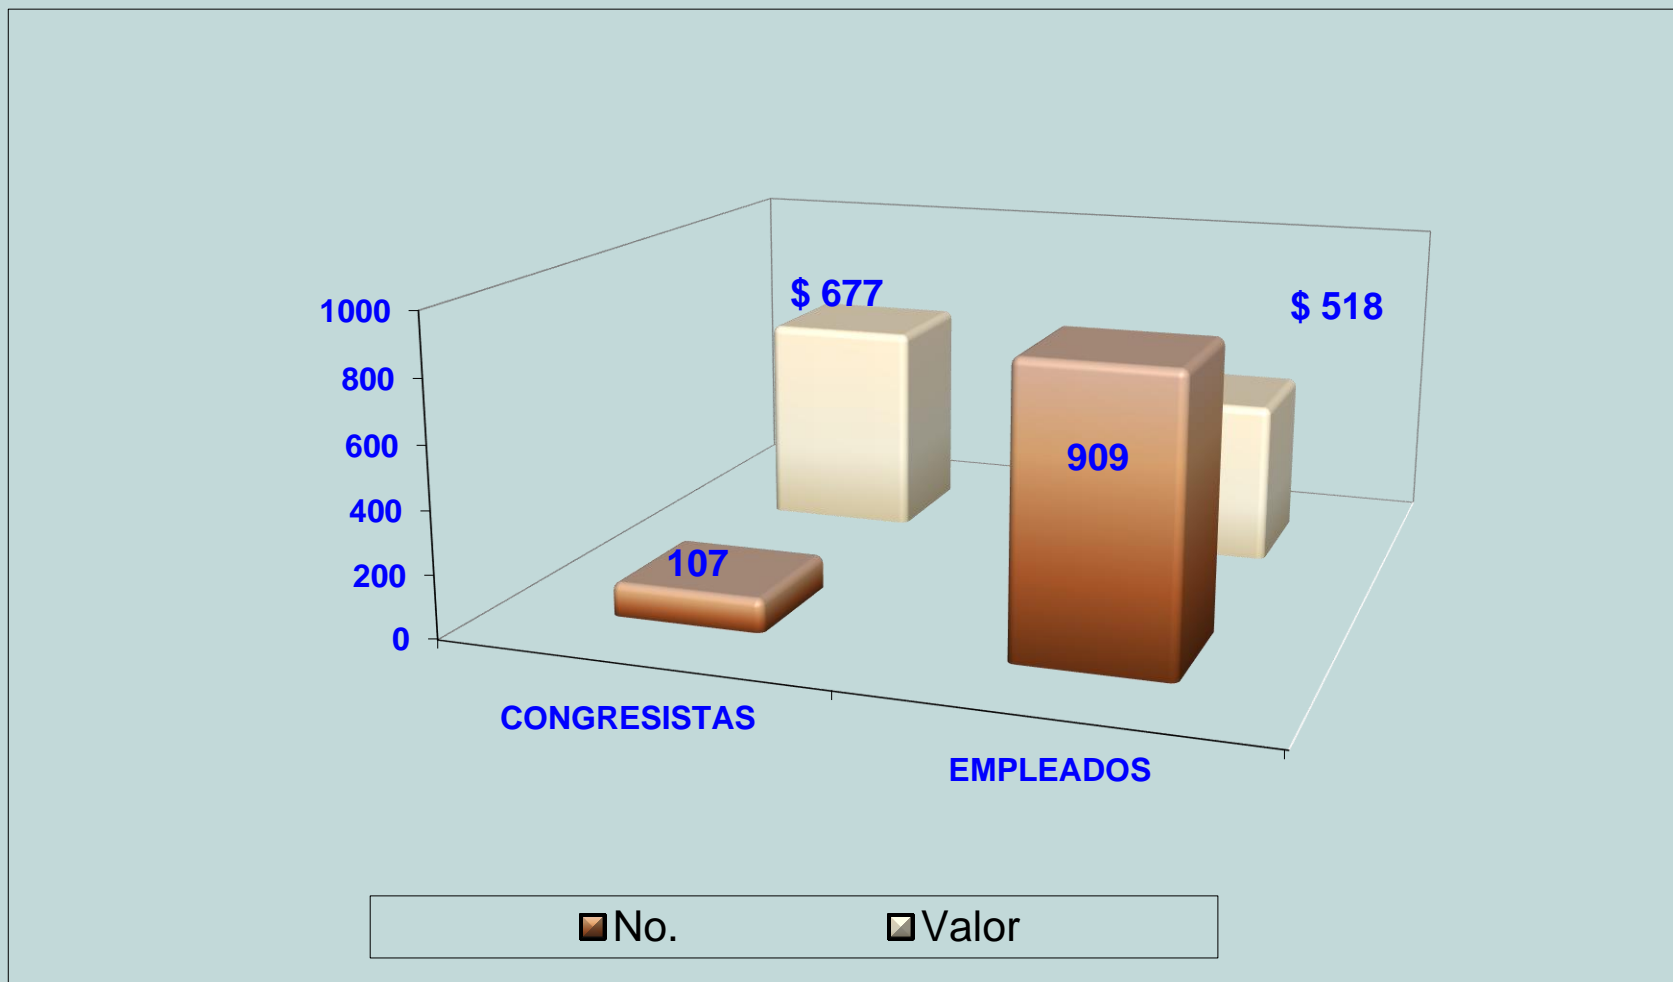 $ 677
$ 518
1000
800
600
400
200
0
909
107
CONGRESISTAS
EMPLEADOS
No.
Valor